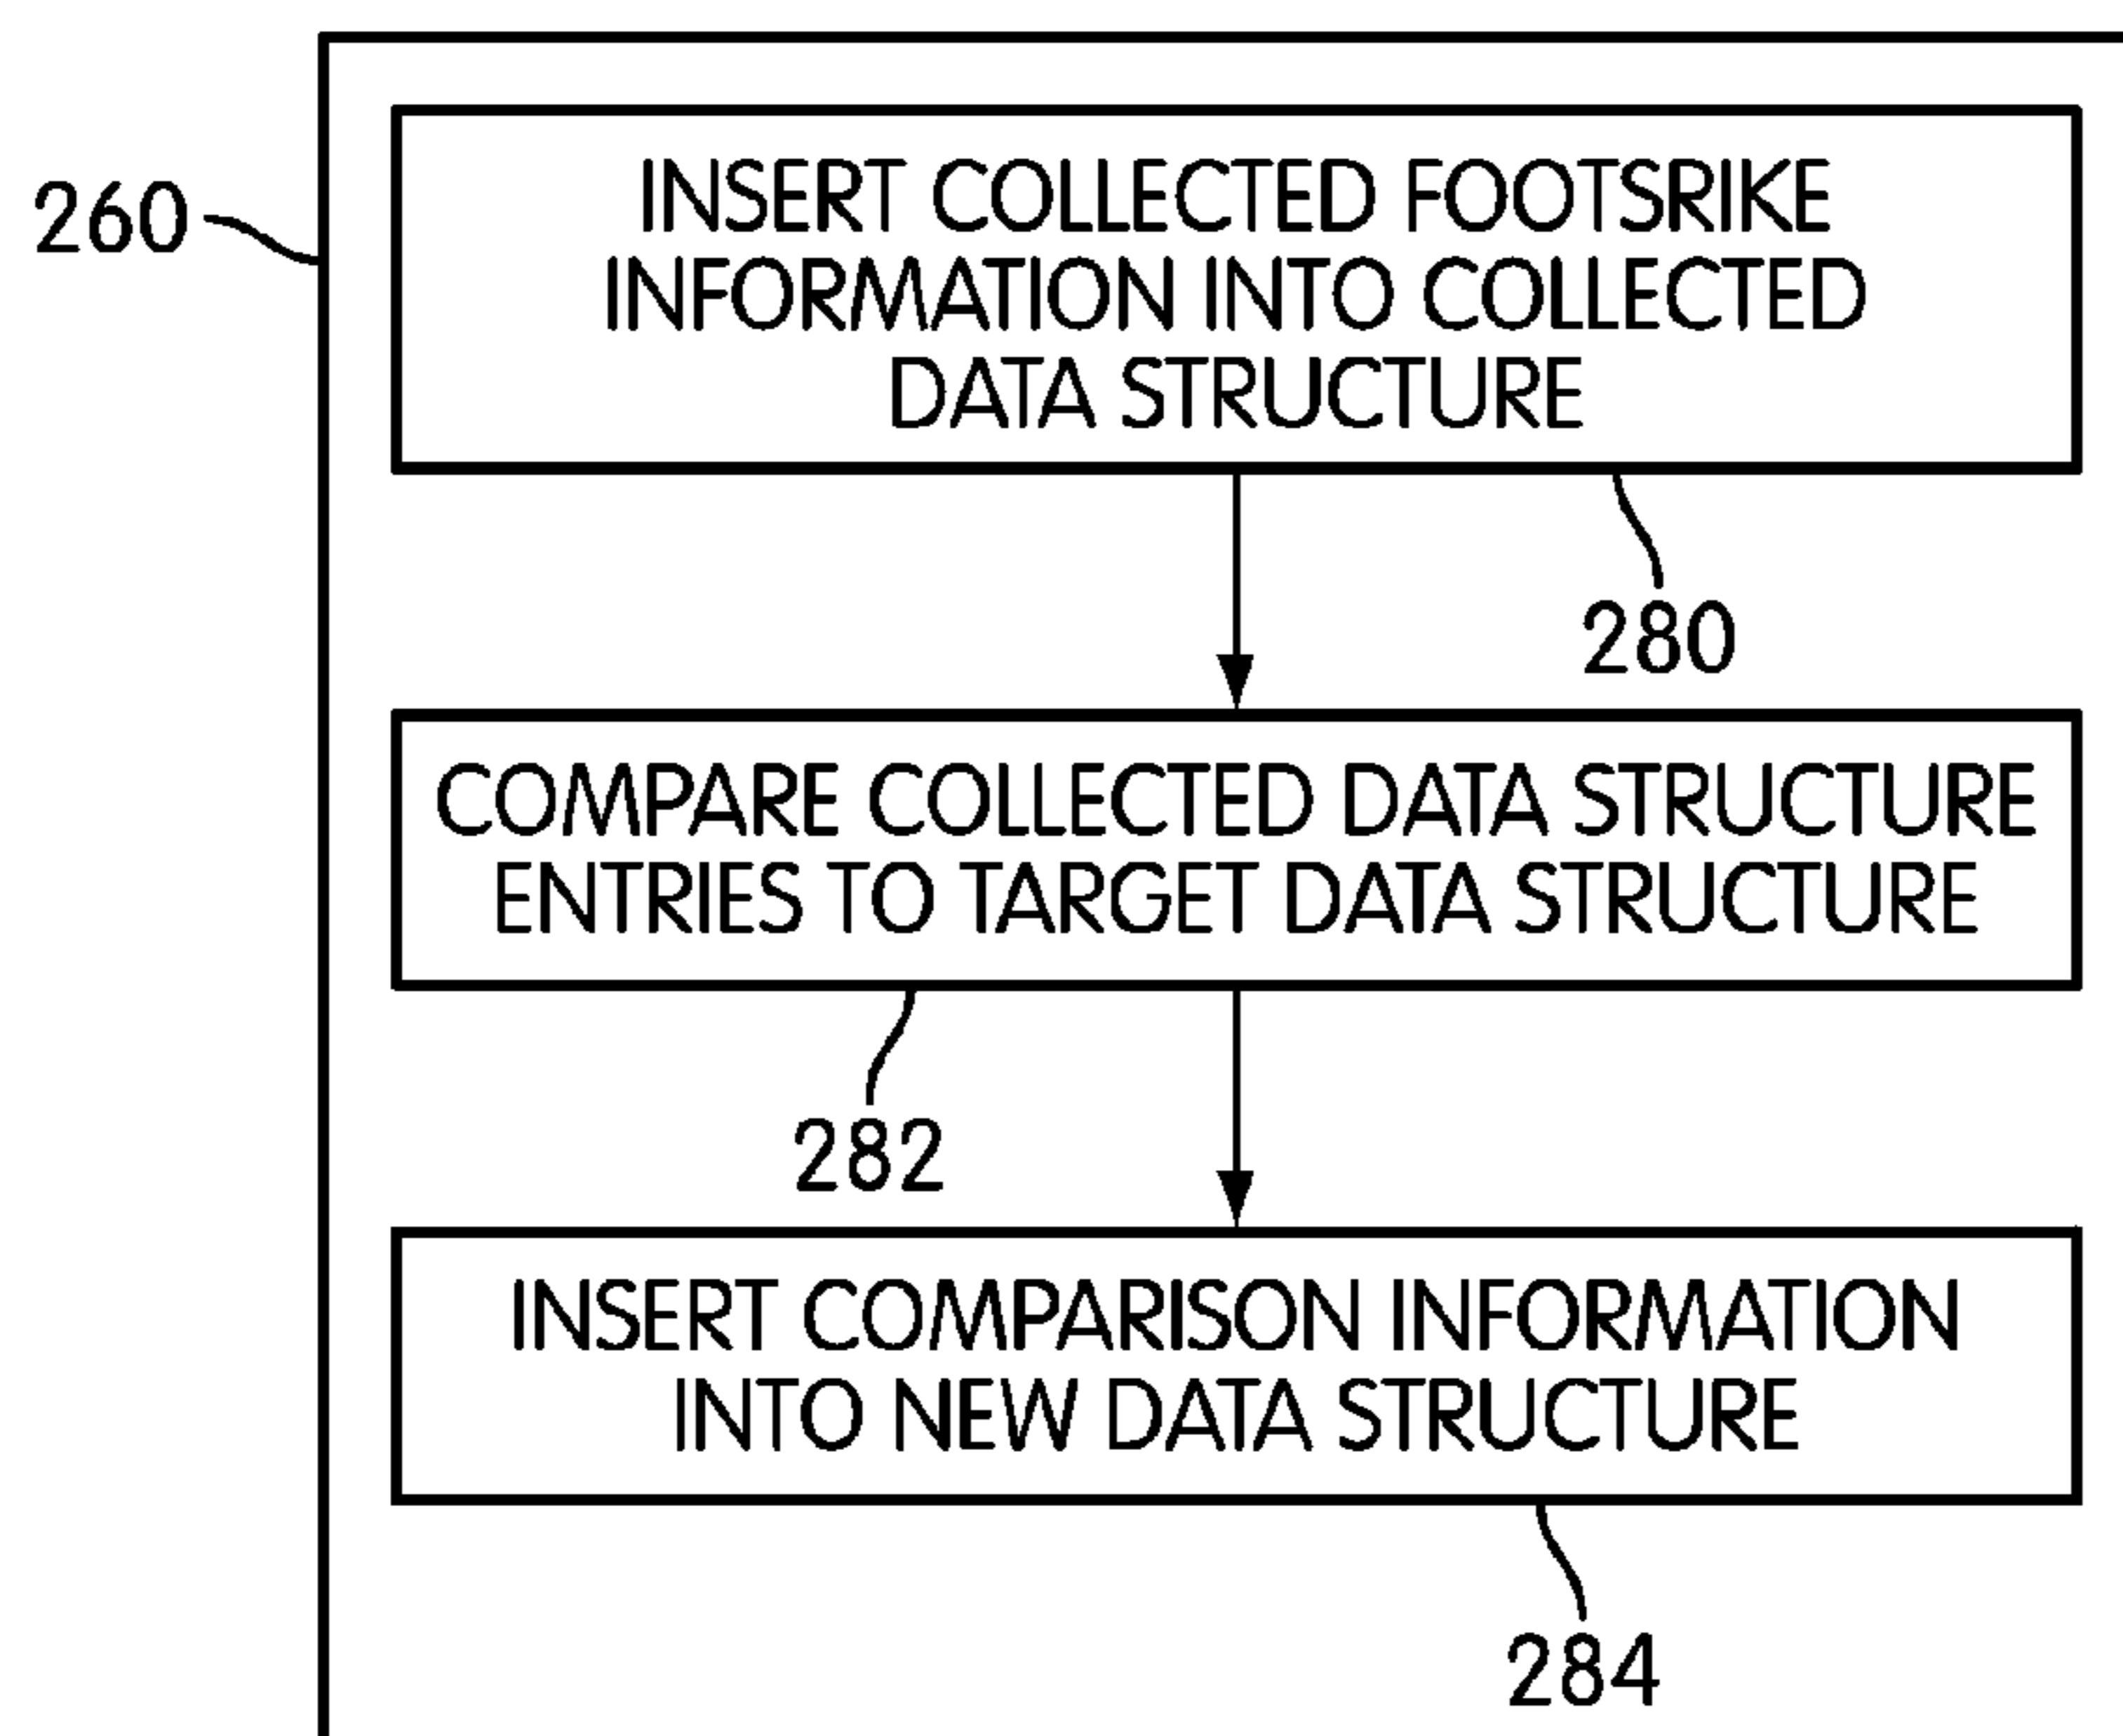 260
INSERT COLLECTED FOOTSRIKE
INFORMATION INTO COLLECTED
DATA STRUCTURE
280
COMPARE COLLECTED DATA STRUCTURE
ENTRIES TO TARGET DATA STRUCTURE
282
INSERT COMPARISON INFORMATION
INTO NEW DATA STRUCTURE
284